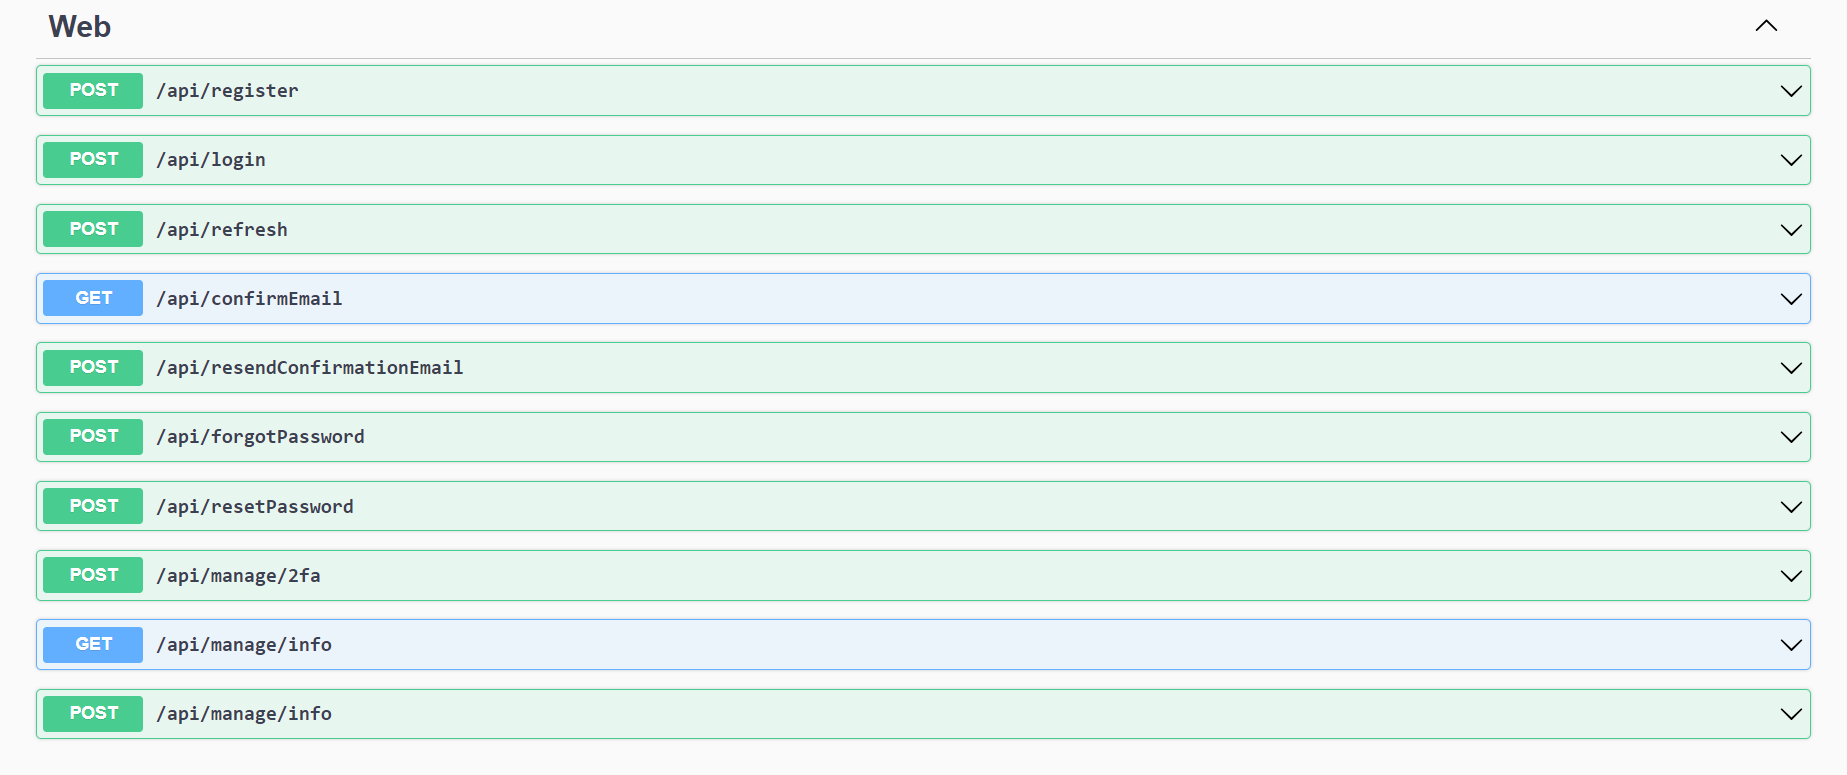 Web
POST /api/register
POST /api/login
POST /api/refresh
GET /api/confirmEmail
POST /api/resendConfirmationEmail
POST /api/forgotPassword
POST /api/resetPassword
POST /api/manage/2fa
GET /api/manage/info
POST /api/manage/info